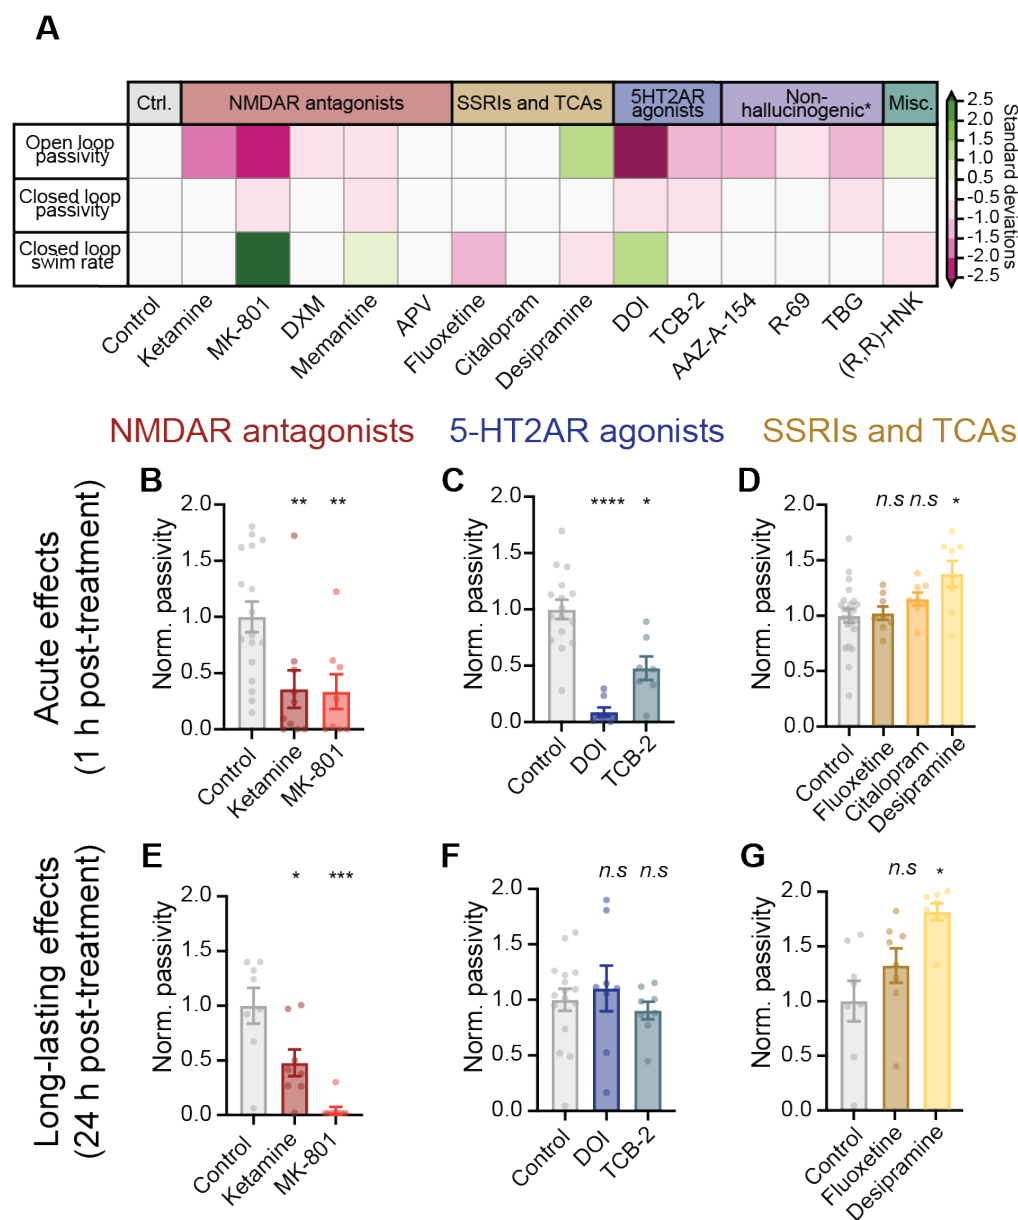 A
Ctrl.
NMDAR antagonists
SSRIs and TCAs
5HT2AR
agonists
Non-
hallucinogenic*
Misc.
Open loop
passivity
Closed loop
passivity
Closed loop
swim rate
2.5
2.0
1.5
1.0
0.5
-0.5
-1.0
-1.5
-2.0
-2.5
Standard deviations
Control
Ketamine
MK-801
DXM
Memantine
APV
Fluoxetine
Citalopram
Desipramine
DOI
TCB-2
AAZ-A-154
R-69
TBG
(R,R)-HNK
NMDAR antagonists
5-HT2AR agonists
SSRIs and TCAs
Acute effects
(1 h post-treatment)
B
Norm. passivity
2.0
1.5
1.0
0.5
0.0
**
**
Control
Ketamine
MK-801
C
Norm. passivity
2.0
1.5
1.0
0.5
0.0
****
*
Control
DOI
TCB-2
D
Norm. passivity
2.0
1.5
1.0
0.5
0.0
n.s
n.s
*
Control
Fluoxetine
Citalopram
Desipramine
Long-lasting effects
(24 h post-treatment)
E
Norm. passivity
2.0
1.5
1.0
0.5
0.0
*
***
Control
Ketamine
MK-801
F
Norm. passivity
2.0
1.5
1.0
0.5
0.0
n.s
n.s
Control
DOI
TCB-2
G
Norm. passivity
2.0
1.5
1.0
0.5
0.0
n.s
*
Control
Fluoxetine
Desipramine